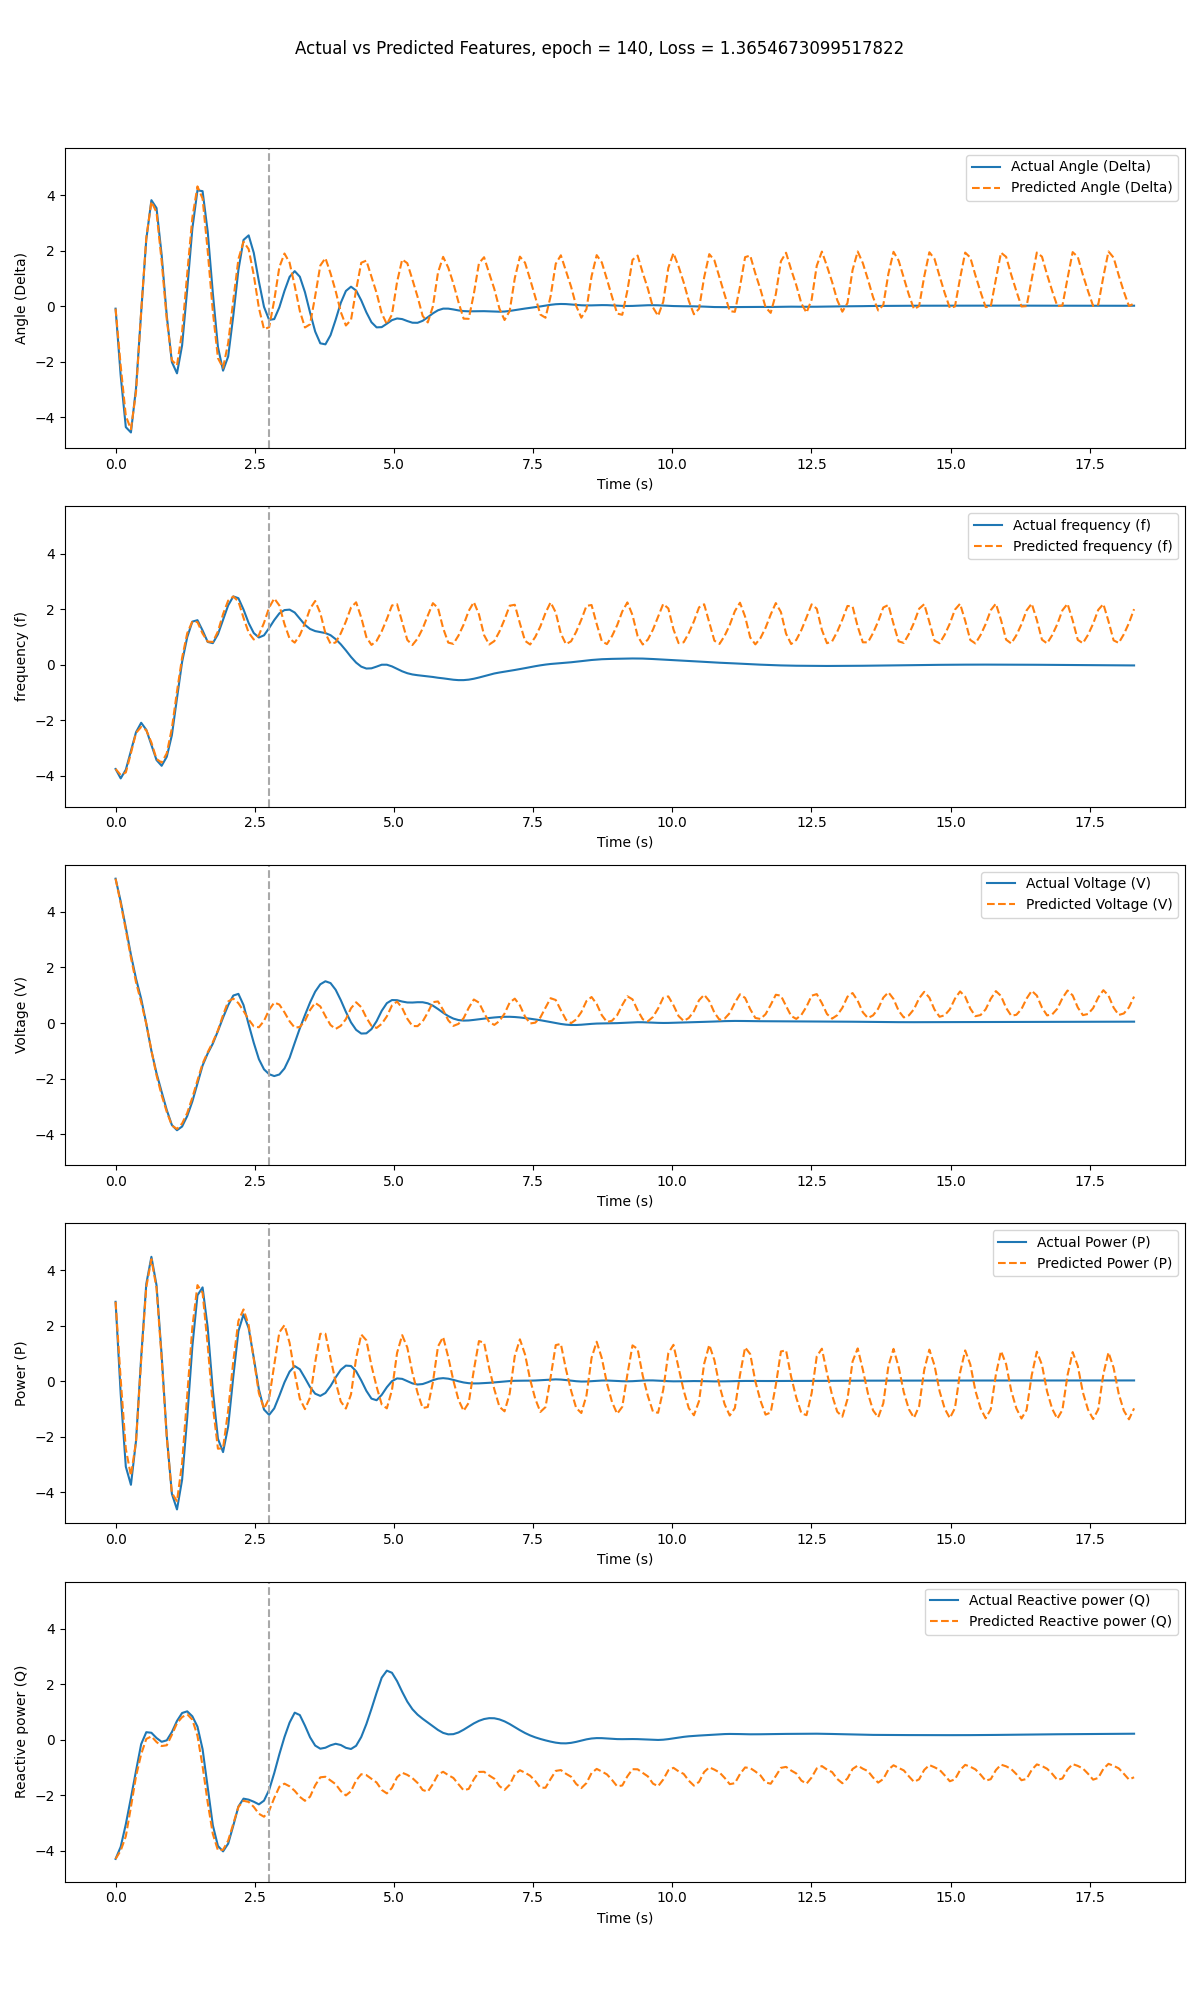 Actual vs Predicted Features, epoch = 140, Loss = 1.3654673099517822
Actual Angle (Delta)
Predicted Angle (Delta)
Angle (Delta)
4
2
0
−2
−4
0.0 2.5 5.0 7.5 10.0 12.5 15.0 17.5
Time (s)
Actual frequency (f)
Predicted frequency (f)
frequency (f)
4
2
0
−2
−4
0.0 2.5 5.0 7.5 10.0 12.5 15.0 17.5
Time (s)
Actual Voltage (V)
Predicted Voltage (V)
Voltage (V)
4
2
0
−2
−4
0.0 2.5 5.0 7.5 10.0 12.5 15.0 17.5
Time (s)
Actual Power (P)
Predicted Power (P)
Power (P)
4
2
0
−2
−4
0.0 2.5 5.0 7.5 10.0 12.5 15.0 17.5
Time (s)
Actual Reactive power (Q)
Predicted Reactive power (Q)
Reactive power (Q)
4
2
0
−2
−4
0.0 2.5 5.0 7.5 10.0 12.5 15.0 17.5
Time (s)